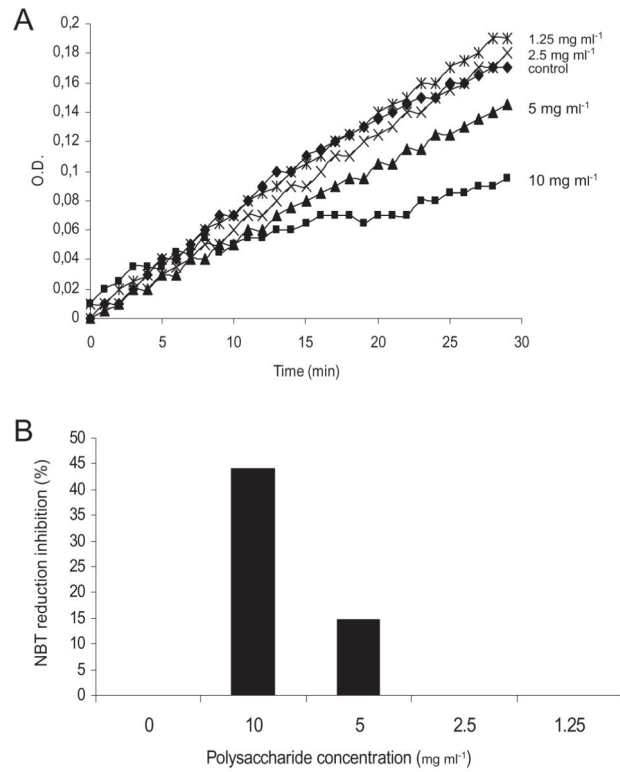 A
0,2
0,18
0,16
0,14
0,12
0,1
0,08
0,06
0,04
0,02
0
O.D.
0 5 10 15 20 25 30
Time (min)
1.25 mg ml-1
2.5 mg ml-1
control
5 mg ml-1
10 mg ml-1
B
50
45
40
35
30
25
20
15
10
5
0
NBT reduction inhibition (%)
0 10 5 2.5 1.25
Polysaccharide concentration (mg ml-1)